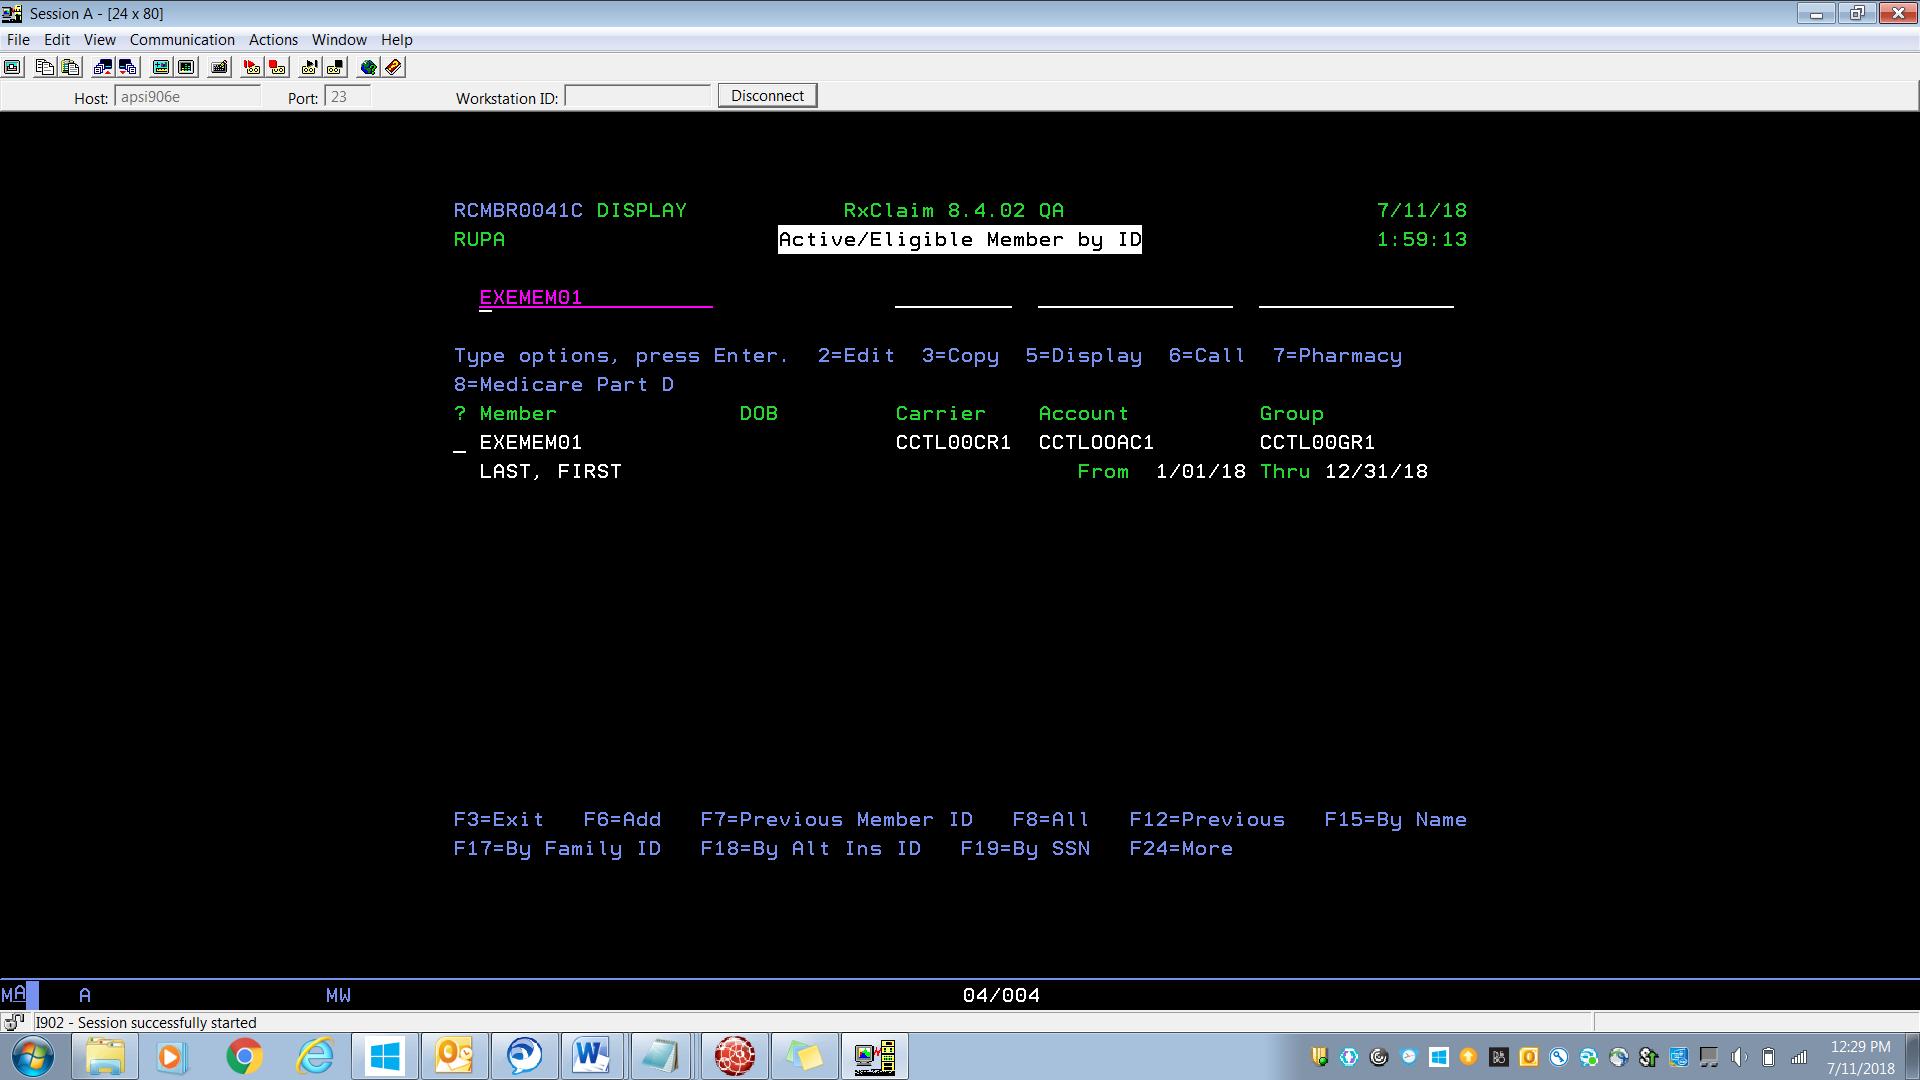 Session A - [24 x 80]
File Edit View Communication Actions Window Help
Host: apsi906e Port: 23 Workstation ID: Disconnect
RCMBR0041C DISPLAY RxClaim 8.4.02 QA 7/11/18
RUPA Active/Eligible Member by ID 1:59:13
EXEMEM01
Type options, press Enter. 2=Edit 3=Copy 5=Display 6=Call 7=Pharmacy
8=Medicare Part D
? Member DOB Carrier Account Group
_ EXEMEM01 CCTL00CR1 CCTLOOAC1 CCTL00GR1
LAST, FIRST From 1/01/18 Thru 12/31/18
F3=Exit F6=Add F7=Previous Member ID F8=All F12=Previous F15=By Name
F17=By Family ID F18=By Alt Ins ID F19=By SSN F24=More
MA A MW 04/004
I902 - Session successfully started
12:29 PM
7/11/2018